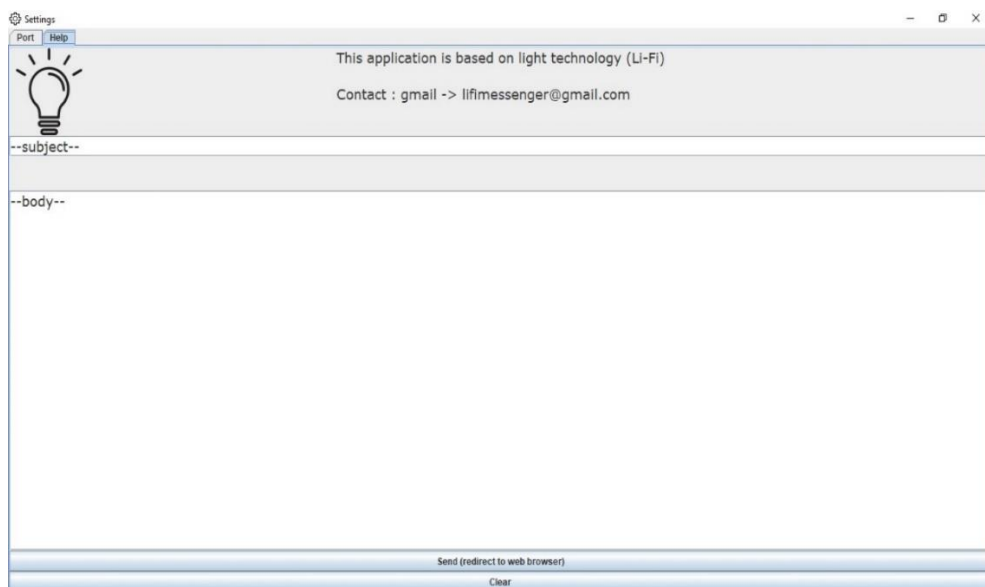 Settings
Port Help
This application is based on light technology (Li-Fi)
Contact : gmail -> lifimessenger@gmail.com
--subject--
--body--
Send (redirect to web browser)
Clear